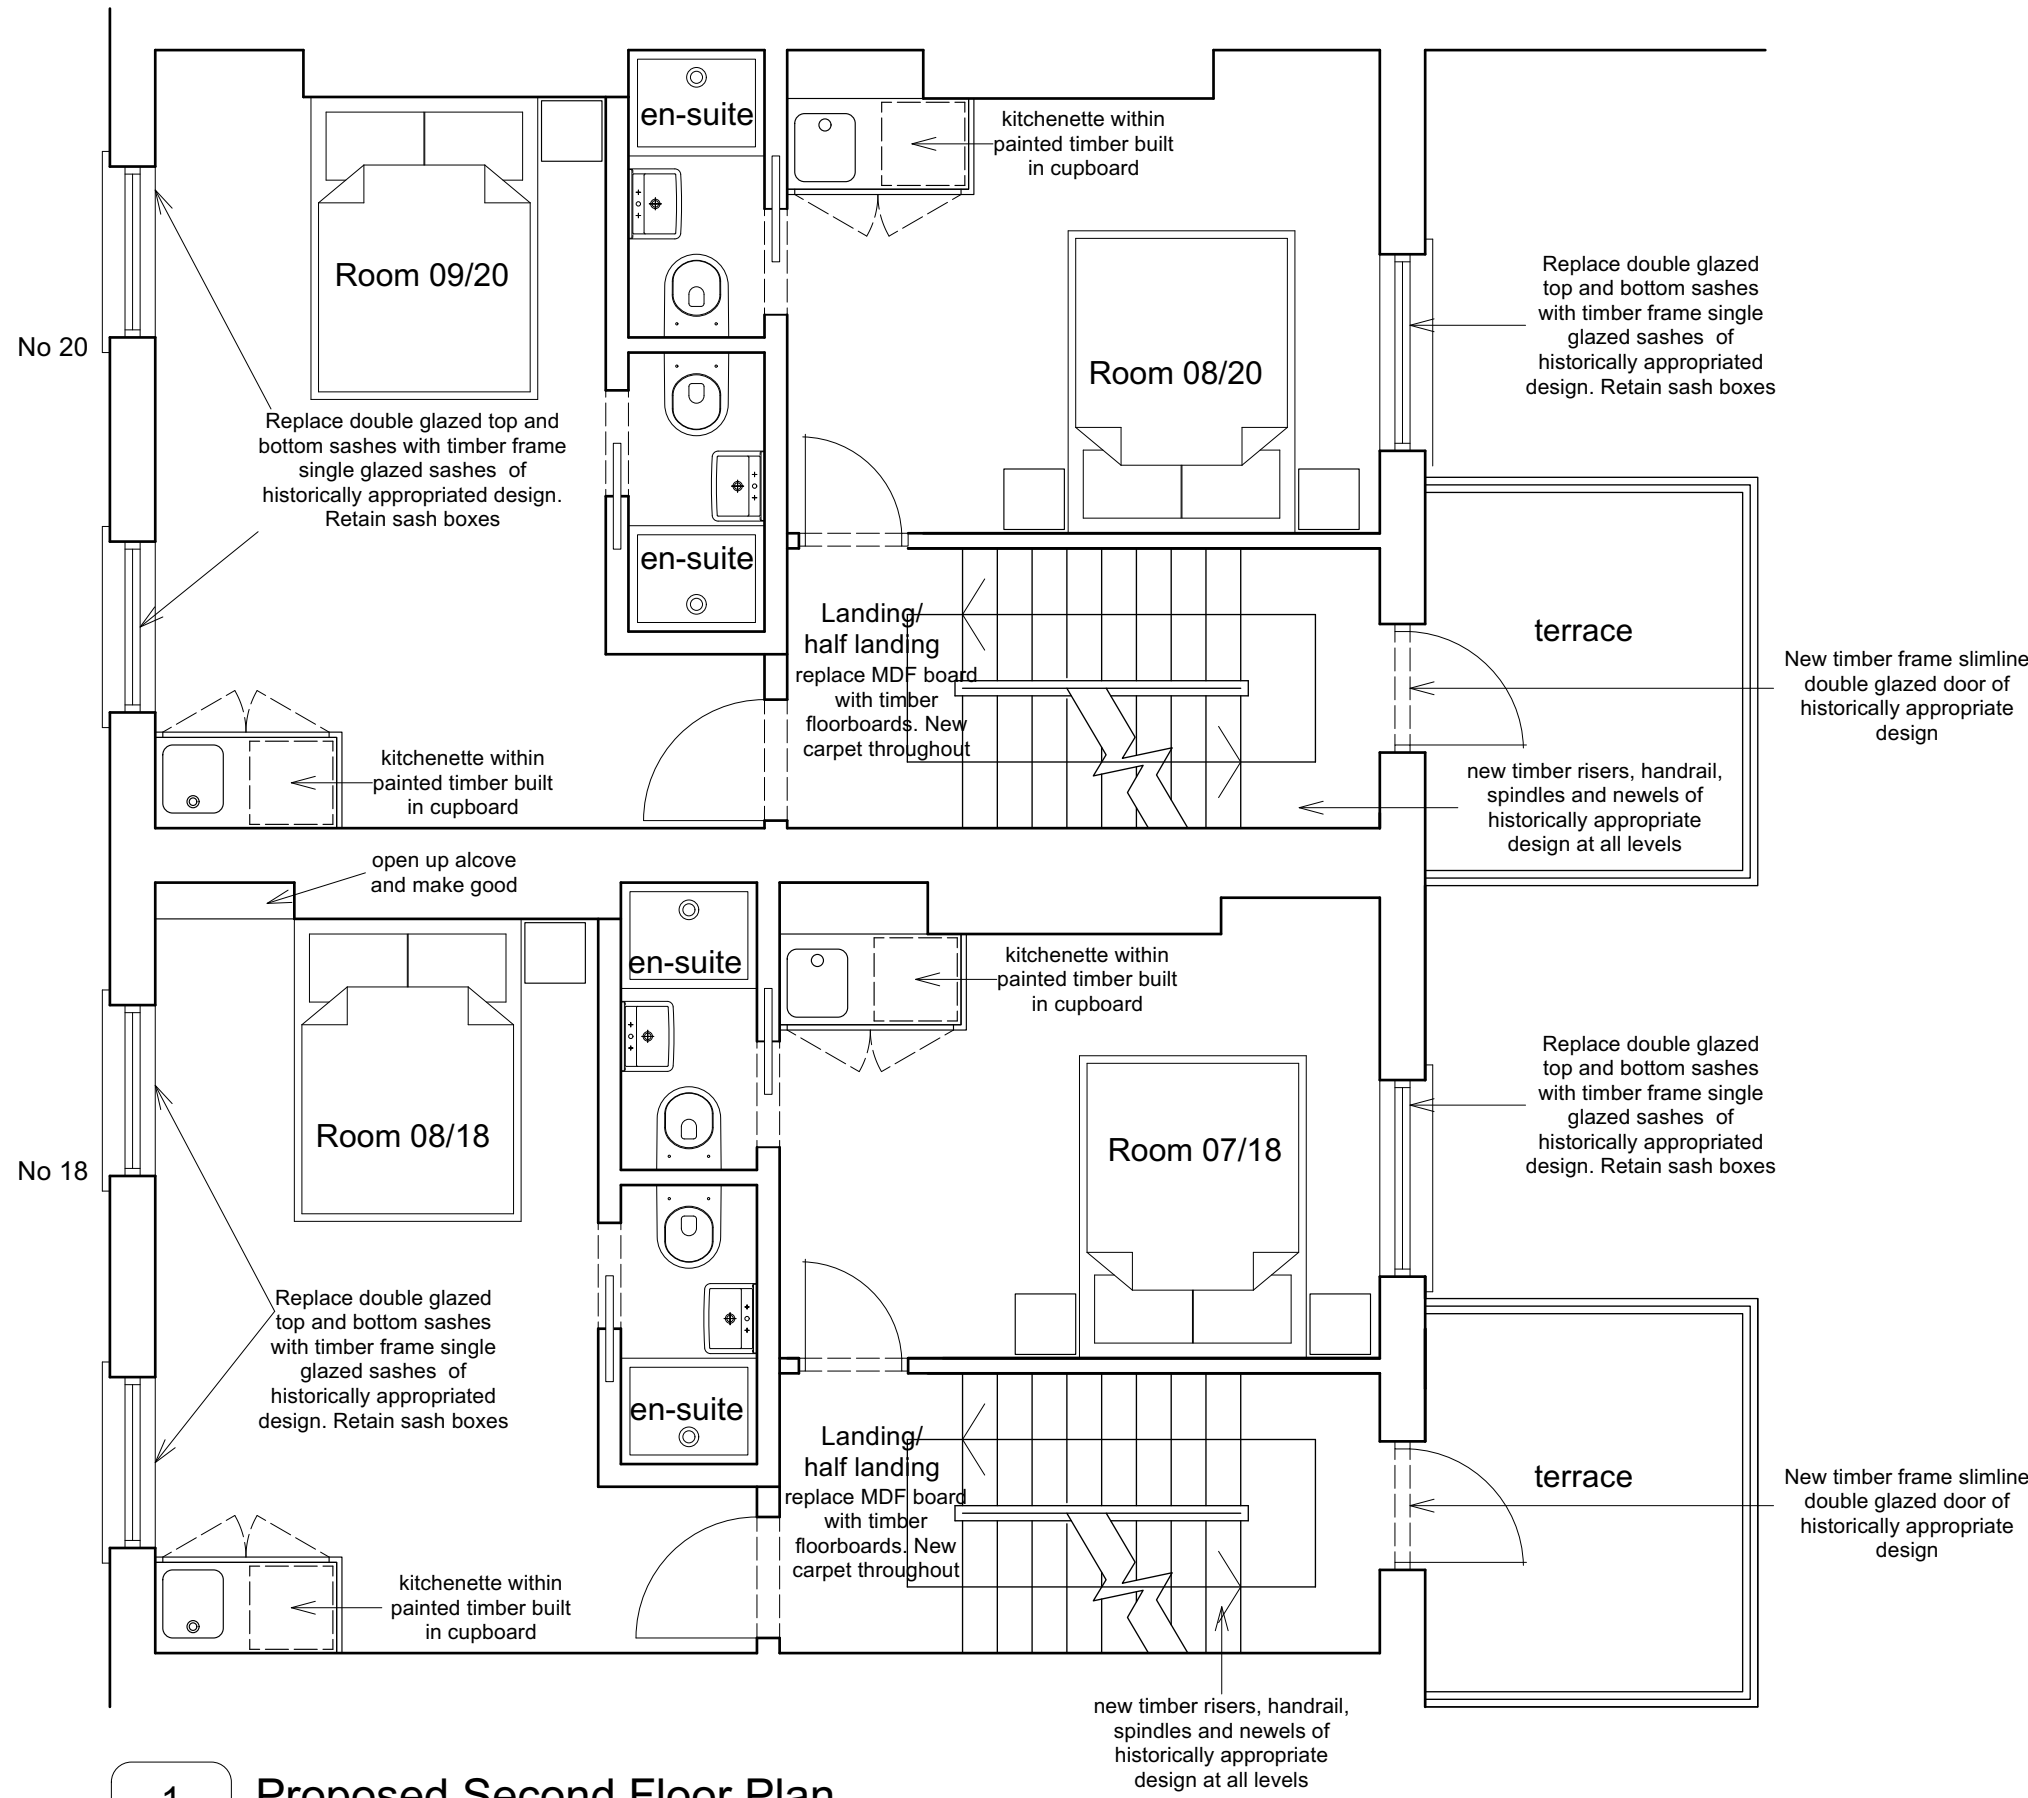 en-suite
kitchenette within
painted timber built
in cupboard
Room 09/20
No 20
Room 08/20
Replace double glazed
top and bottom sashes
with timber frame single
glazed sashes of
historically appropriated
design. Retain sash boxes
Replace double glazed top and
bottom sashes with timber frame
single glazed sashes of
historically appropriated design.
Retain sash boxes
en-suite
Landing/
half landing
replace MDF board
with timber
floorboards. New
carpet throughout
terrace
New timber frame slimline
double glazed door of
historically appropriate
design
kitchenette within
painted timber built
in cupboard
new timber risers, handrail,
spindles and newels of
historically appropriate
design at all levels
open up alcove
and make good
en-suite
kitchenette within
painted timber built
in cupboard
Room 08/18
No 18
Room 07/18
Replace double glazed
top and bottom sashes
with timber frame single
glazed sashes of
historically appropriated
design. Retain sash boxes
Replace double glazed
top and bottom sashes
with timber frame single
glazed sashes of
historically appropriated
design. Retain sash boxes
en-suite
Landing/
half landing
replace MDF board
with timber
floorboards. New
carpet throughout
terrace
New timber frame slimline
double glazed door of
historically appropriate
design
kitchenette within
painted timber built
in cupboard
new timber risers, handrail,
spindles and newels of
historically appropriate
design at all levels
1 Proposed Second Floor Plan